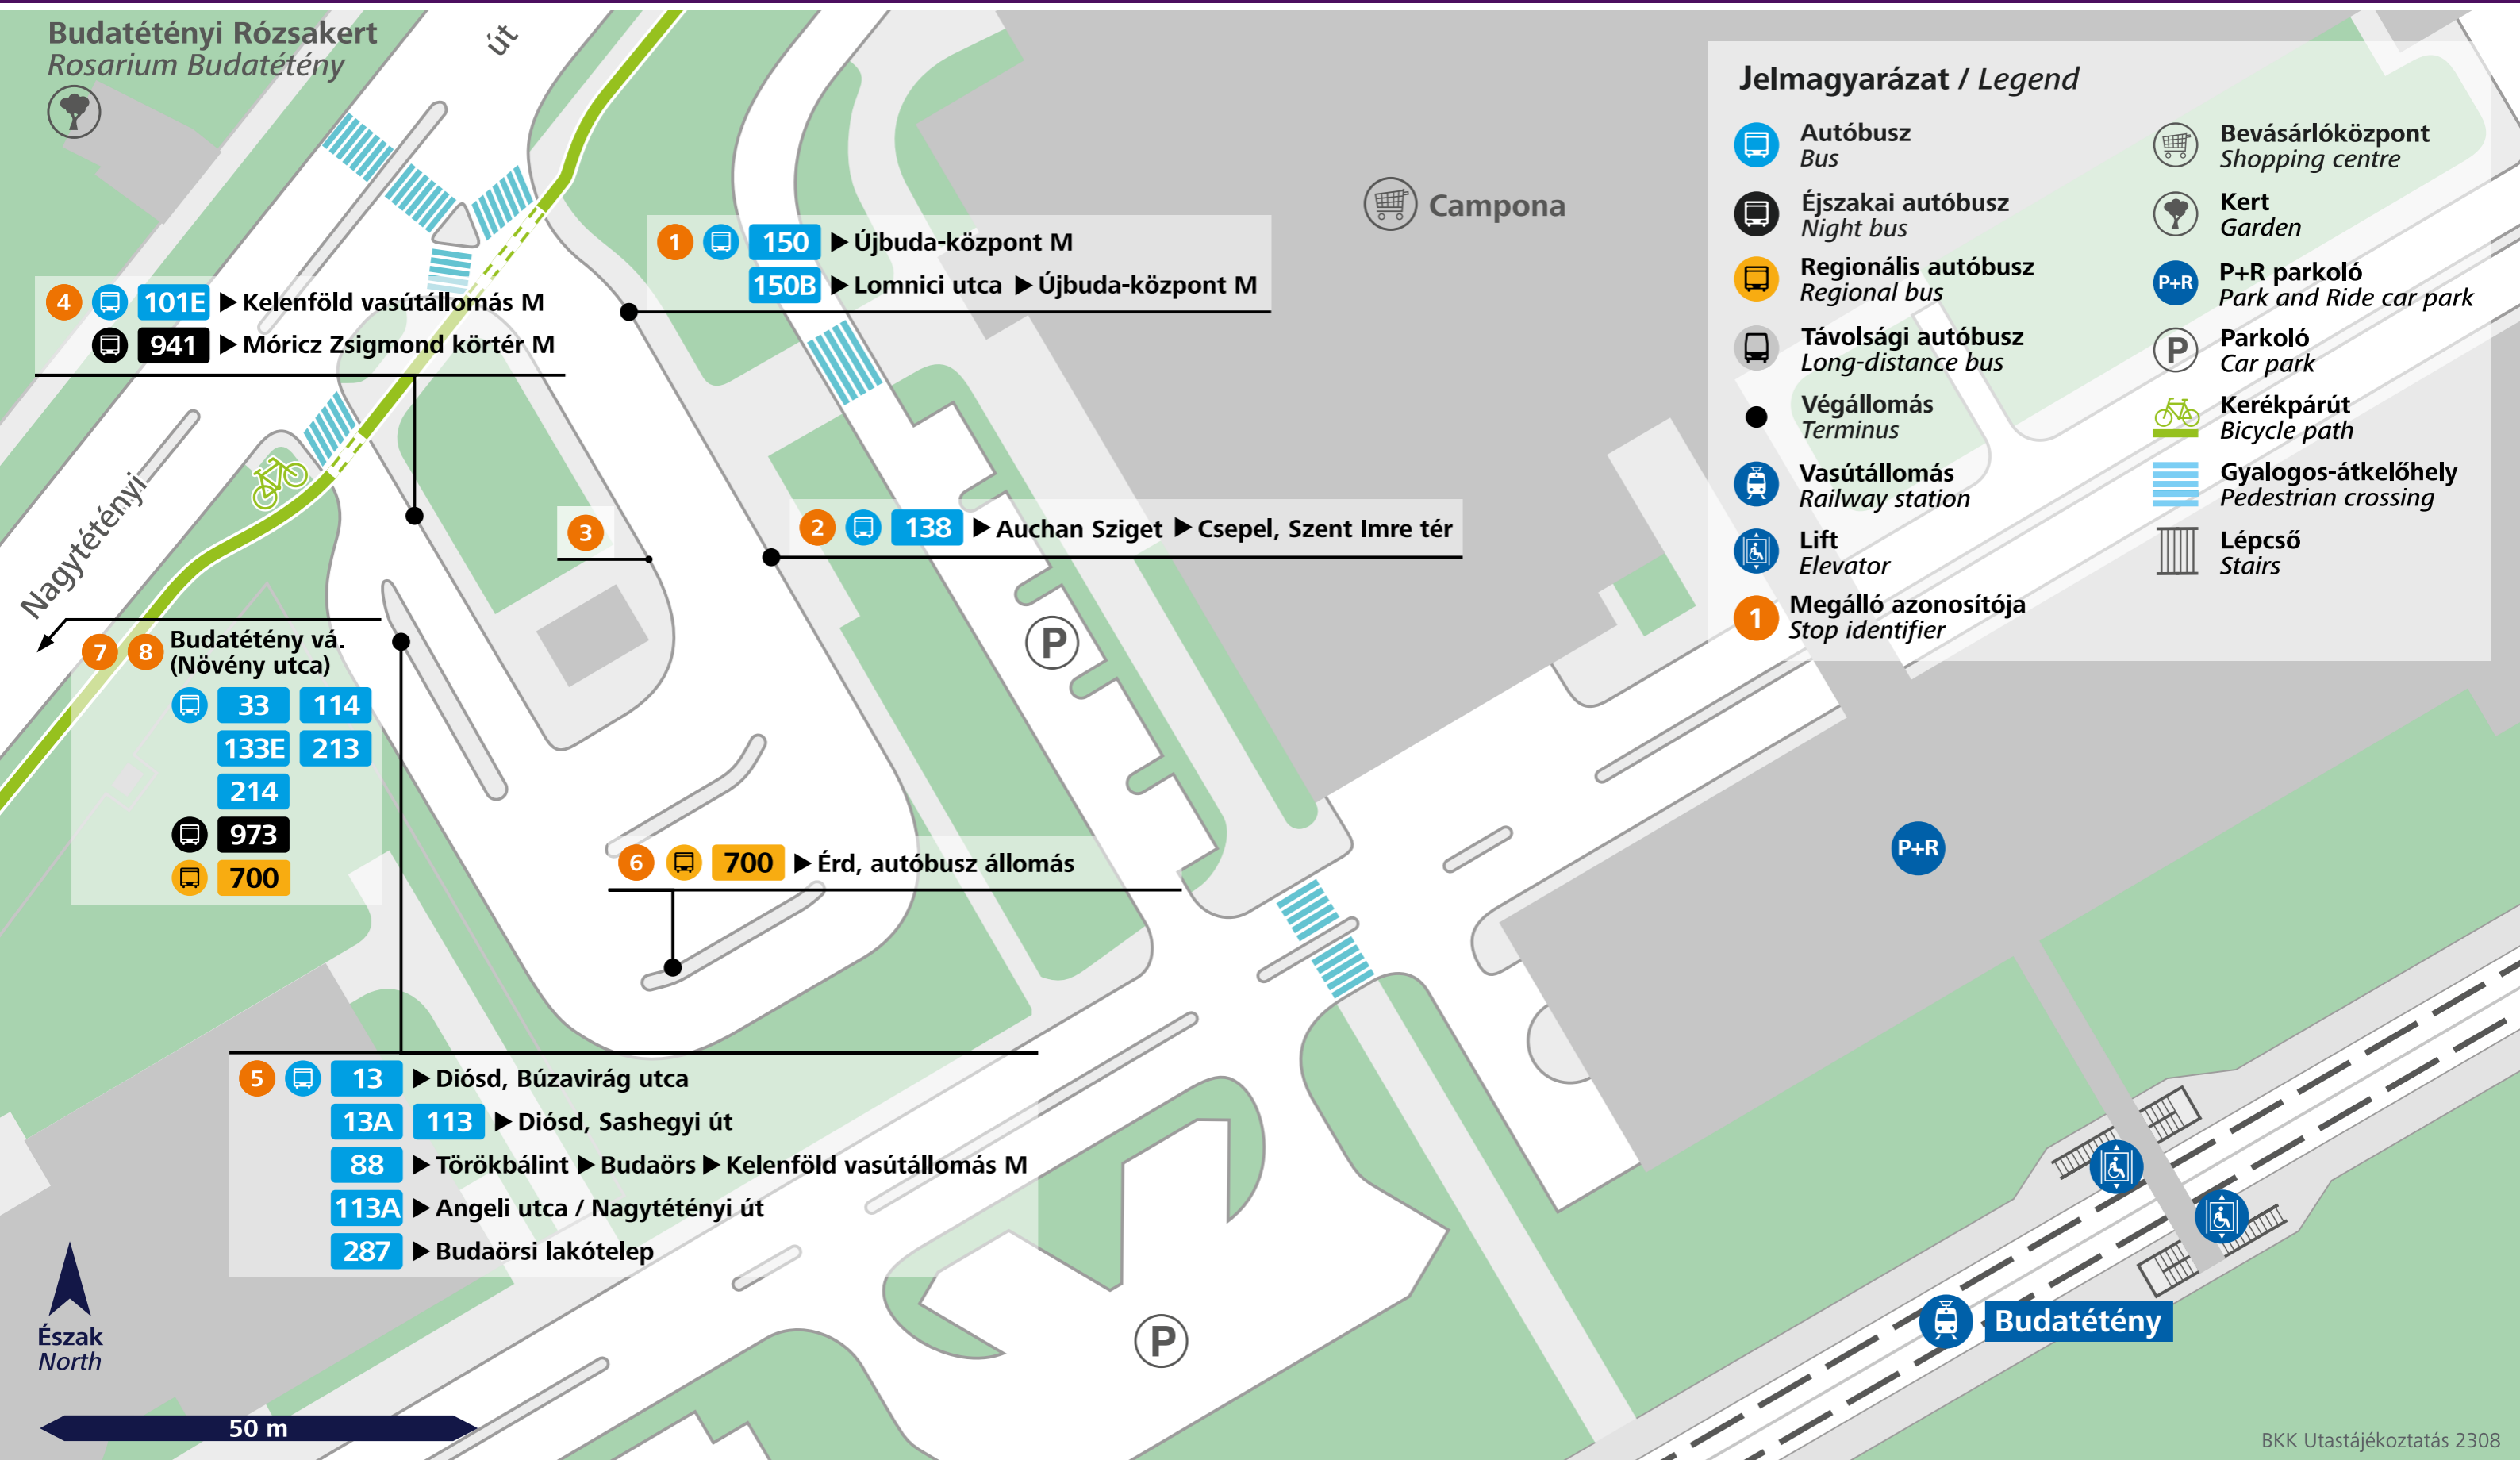 Budatétényi Rózsakert
Rosarium Budatétény
út
Nagytétényi
Campona
1 150 ▶ Újbuda-központ M
150B ▶ Lomnici utca ▶ Újbuda-központ M
4 101E ▶ Kelenföld vasútállomás M
941 ▶ Móricz Zsigmond körtér M
3
2 138 ▶ Auchan Sziget ▶ Csepel, Szent Imre tér
7 8 Budatétény vá.
(Növény utca)
33 114
133E 213
214
973
700
P
6 700 ▶ Érd, autóbusz állomás
5 13 ▶ Diósd, Búzavirág utca
13A 113 ▶ Diósd, Sashegyi út
88 ▶ Törökbálint ▶ Budaörs ▶ Kelenföld vasútállomás M
113A ▶ Angeli utca / Nagytétényi út
287 ▶ Budaörsi lakótelep
P+R
P
Budatétény
Észak
North
50 m
Jelmagyarázat / Legend
Autóbusz
Bus
Éjszakai autóbusz
Night bus
Regionális autóbusz
Regional bus
Távolsági autóbusz
Long-distance bus
Végállomás
Terminus
Vasútállomás
Railway station
Lift
Elevator
1 Megálló azonosítója
Stop identifier
Bevásárlóközpont
Shopping centre
Kert
Garden
P+R P+R parkoló
Park and Ride car park
P Parkoló
Car park
Kerékpárút
Bicycle path
Gyalogos-átkelőhely
Pedestrian crossing
Lépcső
Stairs
BKK Utastájékoztatás 2308